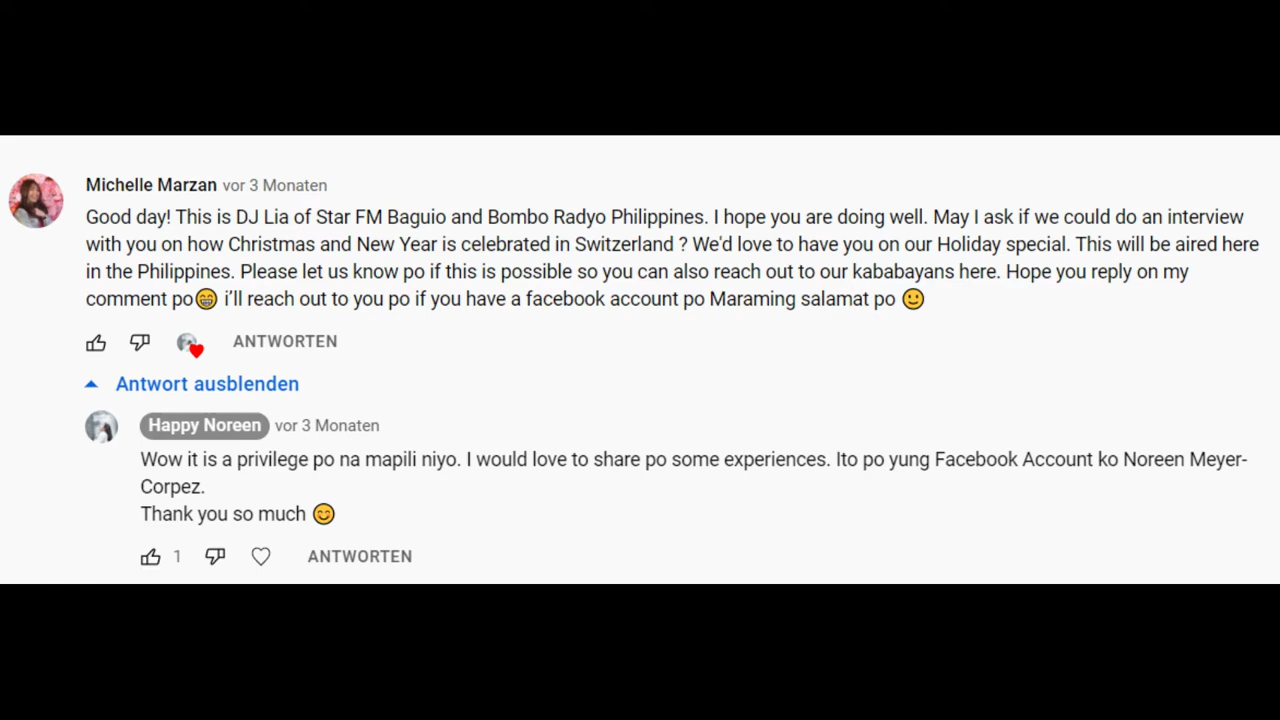 Michelle Marzan vor 3 Monaten
Good day! This is DJ Lia of Star FM Baguio and Bombo Radyo Philippines. I hope you are doing well. May I ask if we could do an interview
with you on how Christmas and New Year is celebrated in Switzerland ? We'd love to have you on our Holiday special. This will be aired here
in the Philippines. Please let us know po if this is possible so you can also reach out to our kababayans here. Hope you reply on my
comment po😁 i’ll reach out to you po if you have a facebook account po Maraming salamat po 🙂
ANTWORTEN
Antwort ausblenden
Happy Noreen vor 3 Monaten
Wow it is a privilege po na mapili niyo. I would love to share po some experiences. Ito po yung Facebook Account ko Noreen Meyer-
Corpez.
Thank you so much 😊
1 ANTWORTEN